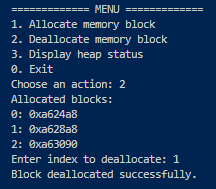 ============= MENU =============
1. Allocate memory block
2. Deallocate memory block
3. Display heap status
0. Exit
Choose an action: 2
Allocated blocks:
0: 0xa624a8
1: 0xa628a8
2: 0xa63090
Enter index to deallocate: 1
Block deallocated successfully.